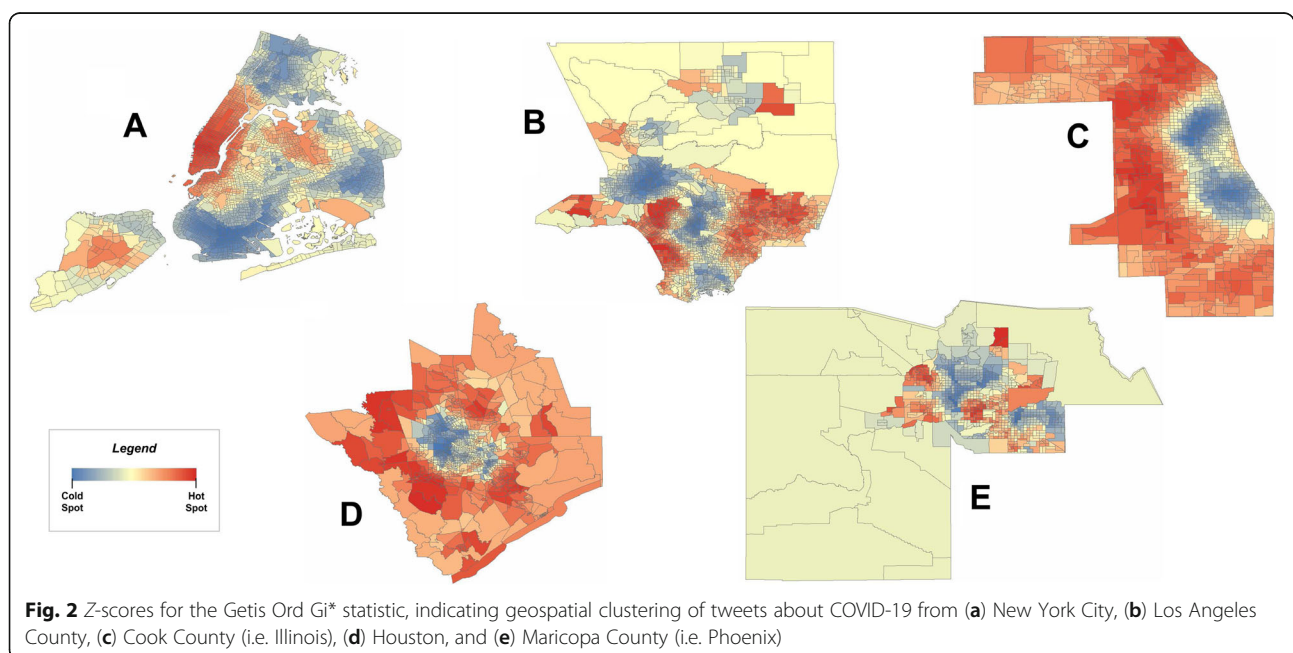 A
B
C
D
E
Legend
Cold Hot
Spot Spot
Fig. 2 Z-scores for the Getis Ord Gi* statistic, indicating geospatial clustering of tweets about COVID-19 from (a) New York City, (b) Los Angeles
County, (c) Cook County (i.e. Illinois), (d) Houston, and (e) Maricopa County (i.e. Phoenix)